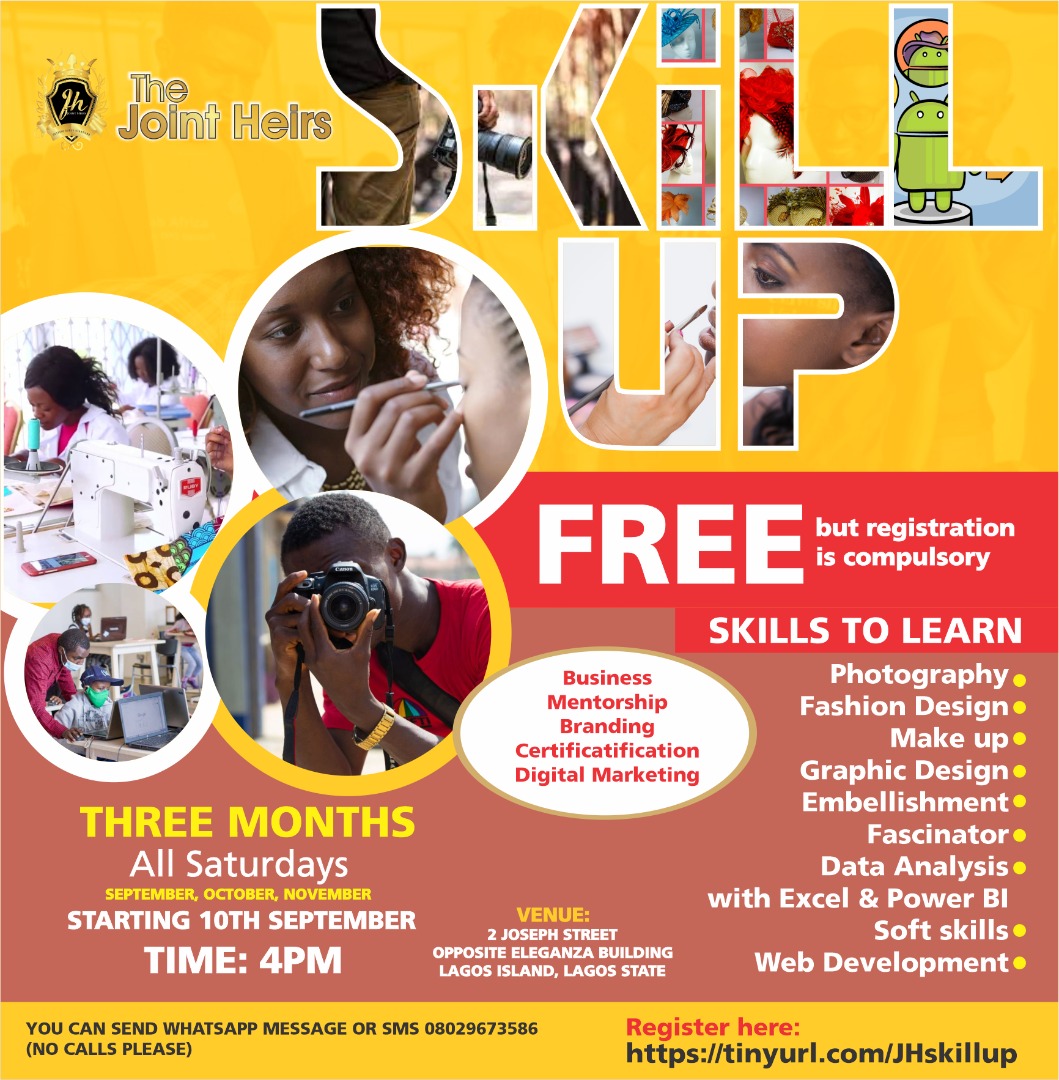 The
Joint Heirs
Jh
SKiLL
UP
FREE
but registration
is compulsory
SKILLS TO LEARN
Photography
Fashion Design
Make up
Graphic Design
Embellishment
Fascinator
Data Analysis
with Excel & Power BI
Soft skills
Web Development
Business
Mentorship
Branding
Certificatification
Digital Marketing
Canon
THREE MONTHS
All Saturdays
SEPTEMBER, OCTOBER, NOVEMBER
STARTING 10TH SEPTEMBER
TIME: 4PM
VENUE:
2 JOSEPH STREET
OPPOSITE ELEGANZA BUILDING
LAGOS ISLAND, LAGOS STATE
YOU CAN SEND WHATSAPP MESSAGE OR SMS 08029673586
(NO CALLS PLEASE)
Register here:
https://tinyurl.com/JHskillup